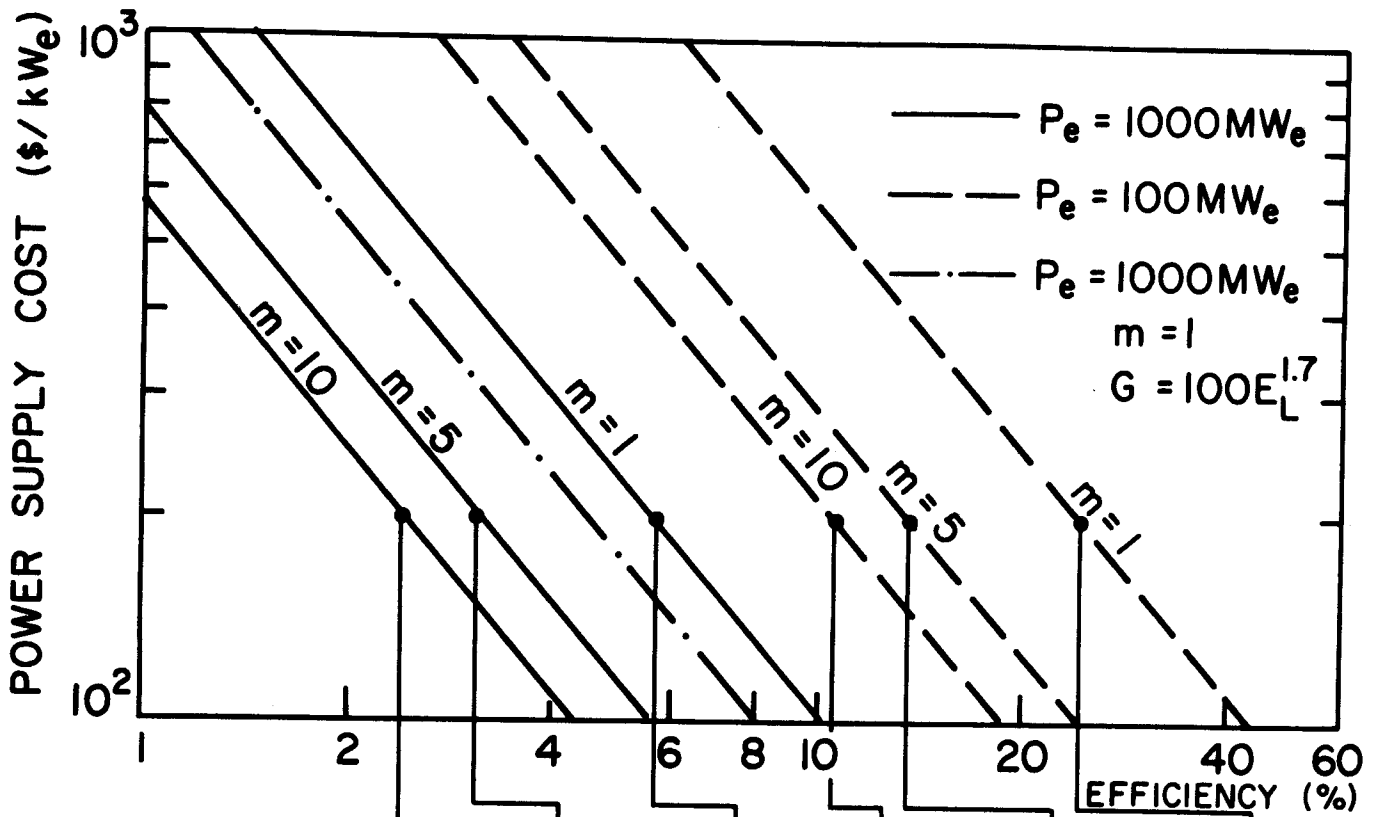 POWER SUPPLY COST ($/kWe)
10³
10²
Pe = 1000MWe
Pe = 100MWe
Pe = 1000MWe
m = 1
G = 100E_L^1.7
m=10
m=5
m=1
m=10
m=5
m=1
1 2 4 6 8 10 20 40 60
EFFICIENCY (%)